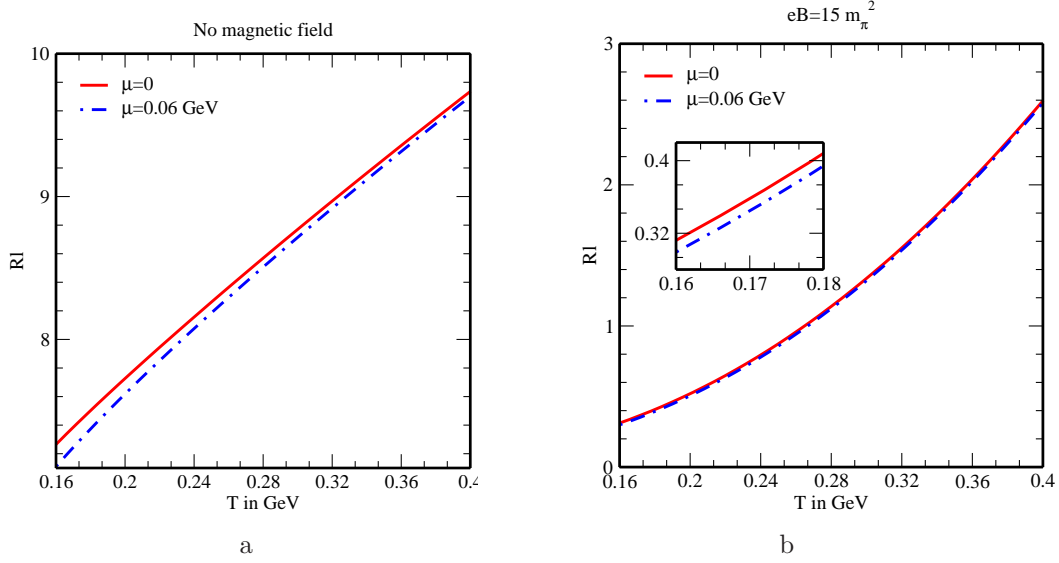 No magnetic field
10
9
8
Rl
μ=0
μ=0.06 GeV
0.16 0.2 0.24 0.28 0.32 0.36 0.4
T in GeV
a
eB=15 m_π^2
3
2
1
0
Rl
μ=0
μ=0.06 GeV
0.4
0.32
0.16 0.17 0.18
0.16 0.2 0.24 0.28 0.32 0.36 0.4
T in GeV
b